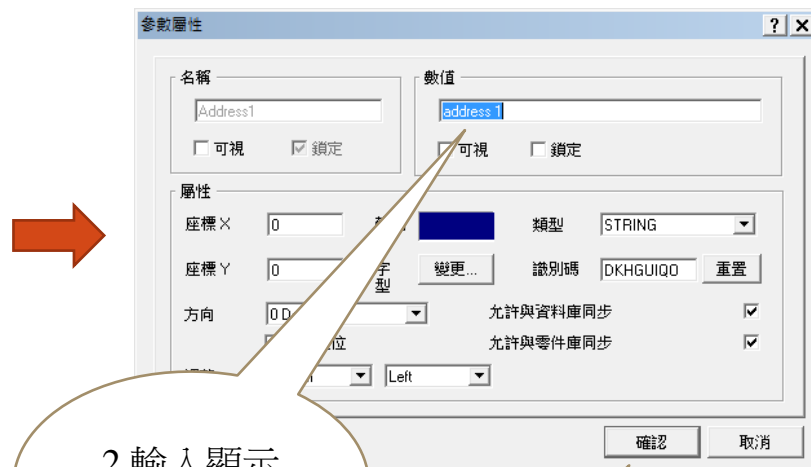 參數屬性
名稱
Address1
可視 鎖定
數值
address 1
可視 鎖定
屬性
座標X 0 類型 STRING
座標Y 0 字型 變更... 識別碼 DKHGUIQO 重置
方向 0 D 允許與資料庫同步
位 允許與零件庫同步
Left
確認 取消
2.輸入顯示